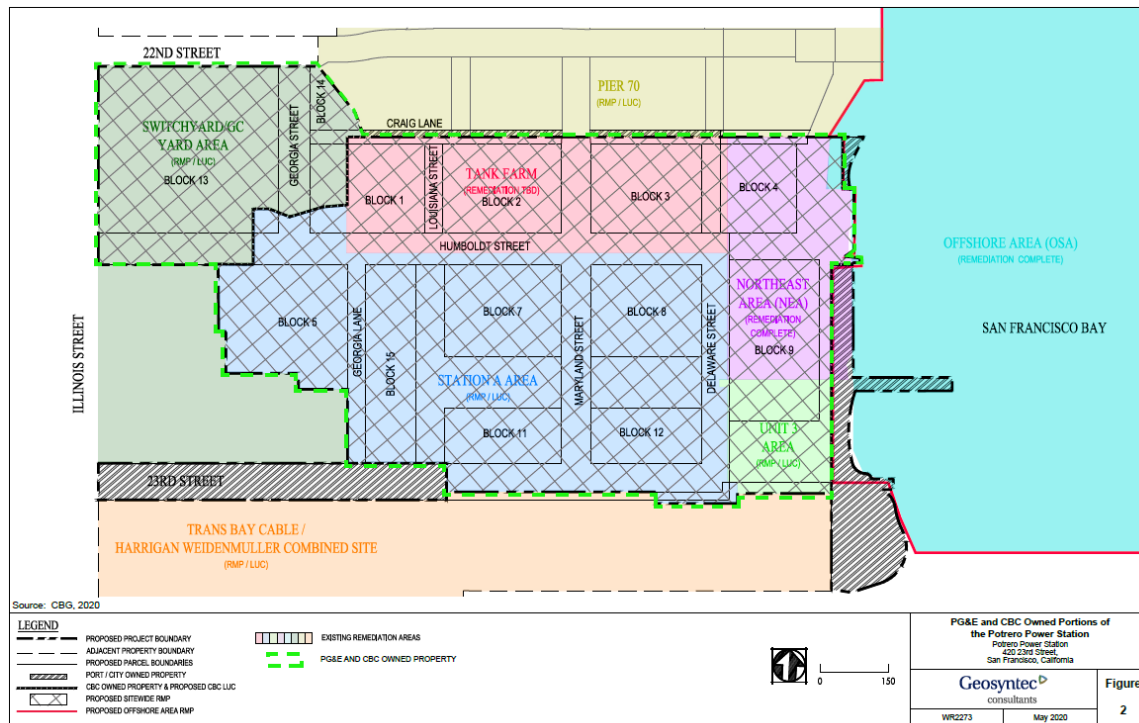 22ND STREET
BLOCK 14
PIER 70
(RMP / LUC)
CRAIG LANE
SWITCHYARD/GC
YARD AREA
(RMP / LUC)
BLOCK 13
GEORGIA STREET
LOUISIANA STREET
TANK FARM
(REMEDIATION TBD)
BLOCK 1
BLOCK 2
BLOCK 3
BLOCK 4
HUMBOLDT STREET
OFFSHORE AREA (OSA)
(REMEDIATION COMPLETE)
NORTHEAST
AREA (NEA)
(REMEDIATION
COMPLETE)
BLOCK 9
SAN FRANCISCO BAY
ILLINOIS STREET
BLOCK 5
GEORGIA LANE
BLOCK 15
BLOCK 7
MARYLAND STREET
BLOCK 8
DELAWARE STREET
STATION A AREA
(RMP / LUC)
BLOCK 11
BLOCK 12
UNIT 3
AREA
(RMP / LUC)
23RD STREET
TRANS BAY CABLE /
HARRIGAN WEIDENMULLER COMBINED SITE
(RMP / LUC)
Source: CBG, 2020
LEGEND
PROPOSED PROJECT BOUNDARY
ADJACENT PROPERTY BOUNDARY
PROPOSED PARCEL BOUNDARIES
PORT / CITY OWNED PROPERTY
CBC OWNED PROPERTY & PROPOSED CBC LUC
PROPOSED SITEWIDE RMP
PROPOSED OFFSHORE AREA RMP
EXISTING REMEDIATION AREAS
PG&E AND CBC OWNED PROPERTY
0 150
PG&E and CBC Owned Portions of
the Potrero Power Station
Potrero Power Station
420 23rd Street,
San Francisco, California
Geosyntec
consultants
Figure
2
WR2273
May 2020